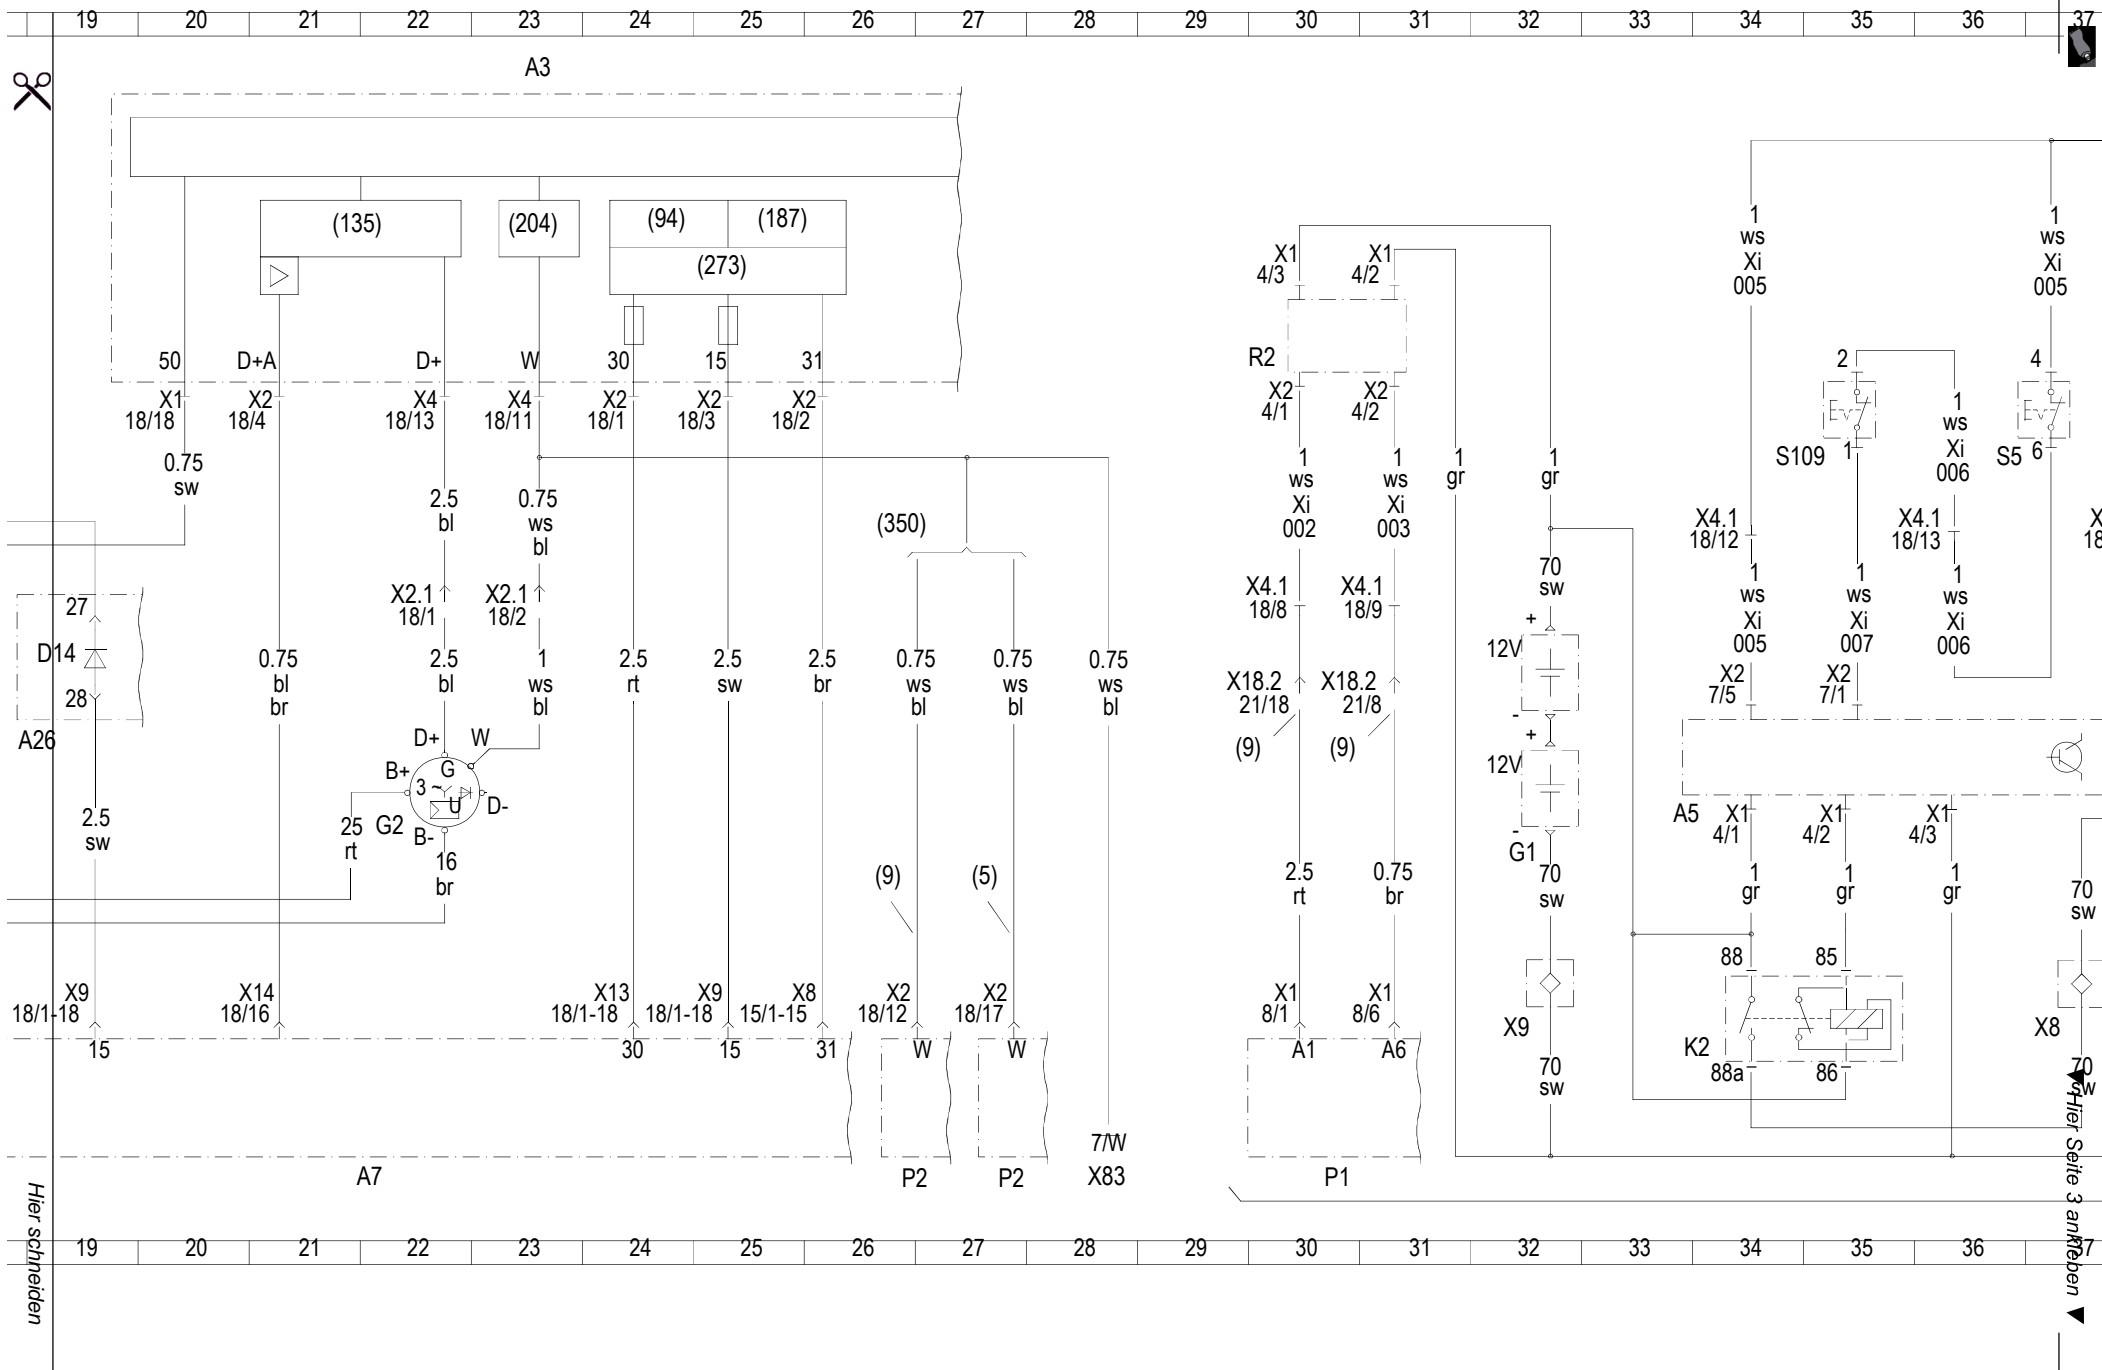 19 20 21 22 23 24 25 26 27 28 29 30 31 32 33 34 35 36 37
A3
(135) (204) (94) (187)
(273)
50 D+A D+ W 30 15 31
X1 X2 X4 X4 X2 X2 X2
18/18 18/4 18/13 18/11 18/1 18/3 18/2
0.75
sw
2.5
bl
0.75
ws
bl
(350)
X2.1 X2.1
18/1 18/2
27
D14
28
A26
0.75
bl
br
2.5
bl
1
ws
bl
2.5
rt
2.5
sw
2.5
br
0.75
ws
bl
0.75
ws
bl
0.75
ws
bl
D+ W
B+ G
3 ~
U D-
G2
B-
25
rt
16
br
2.5
sw
(9) (5)
X9 X14 X13 X9 X8 X2 X2
18/1-18 18/16 18/1-18 18/1-18 15/1-15 18/12 18/17
15 30 15 31 W W
A7 P2 P2
7/W
X83
X1 X1
4/3 4/2
R2
X2 X2
4/1 4/2
1
ws
Xi
002
1
ws
Xi
003
1
gr
1
gr
X4.1 X4.1
18/8 18/9
X18.2 X18.2
21/18 21/8
(9) (9)
2.5
rt
0.75
br
X1 X1
8/1 8/6
A1 A6
P1
70
sw
+
12V
-
+
12V
-
G1
70
sw
X9
70
sw
1
ws
Xi
005
1
ws
Xi
005
2 4
S109 1 S5 6
1
ws
Xi
006
X4.1 X4.1 X
18/12 18/13 18
1
ws
Xi
005
1
ws
Xi
007
1
ws
Xi
006
X2 X2
7/5 7/1
A5 X1 X1 X1
4/1 4/2 4/3
1
gr
1
gr
1
gr
70
sw
88 85
K2
88a 86
X8
70
sw
Hier schneiden
Hier Seite 3 ankleben
19 20 21 22 23 24 25 26 27 28 29 30 31 32 33 34 35 36 37